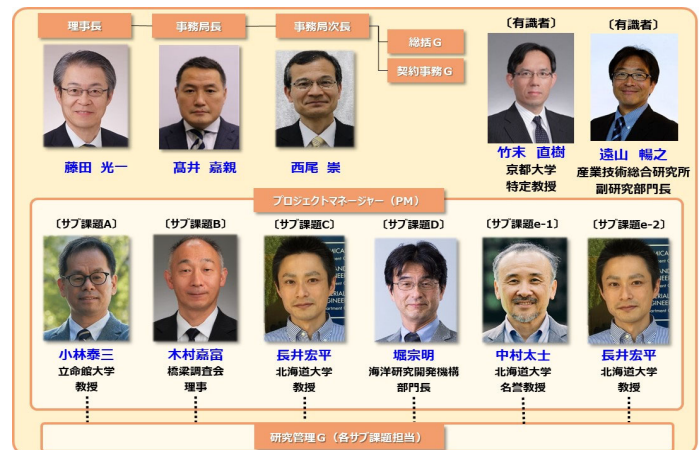 理事長
事務局長
事務局次長
総括G
契約事務G
〔有識者〕
〔有識者〕
藤田 光一
髙井 嘉親
西尾 崇
竹末 直樹
京都大学
特定教授
遠山 暢之
産業技術総合研究所
副研究部門長
プロジェクトマネージャー（PM）
〔サブ課題A〕
〔サブ課題B〕
〔サブ課題C〕
〔サブ課題D〕
〔サブ課題e-1〕
〔サブ課題e-2〕
小林泰三
立命館大学
教授
木村嘉富
橋梁調査会
理事
長井宏平
北海道大学
教授
堀宗朗
海洋研究開発機構
部門長
中村太士
北海道大学
名誉教授
長井宏平
北海道大学
教授
研究管理G（各サブ課題担当）